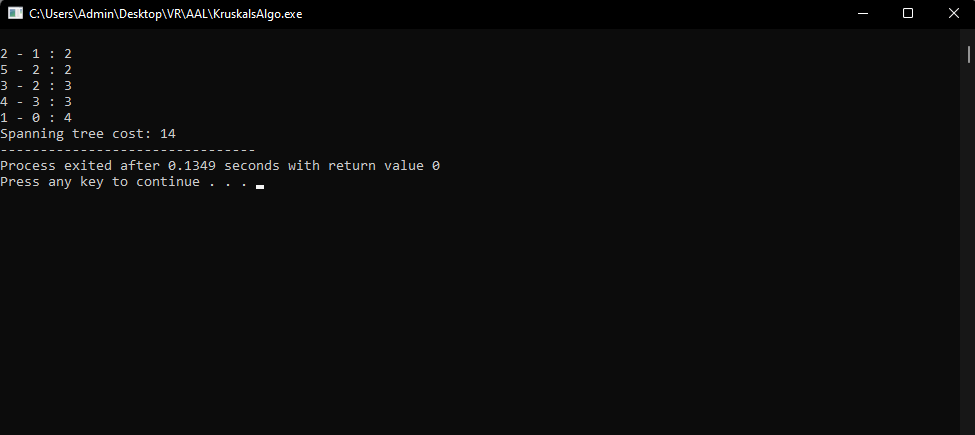 C:\Users\Admin\Desktop\VR\AAL\KruskalsAlgo.exe
2 - 1 : 2
5 - 2 : 2
3 - 2 : 3
4 - 3 : 3
1 - 0 : 4
Spanning tree cost: 14
--------------------------------
Process exited after 0.1349 seconds with return value 0
Press any key to continue . . .